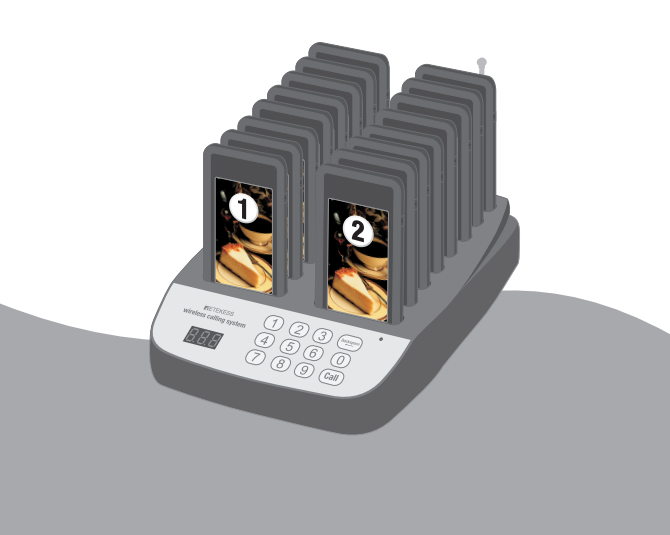 1
2
RETEKESS
wireless calling system
888
1 2 3
4 5 6 0
7 8 9 Call